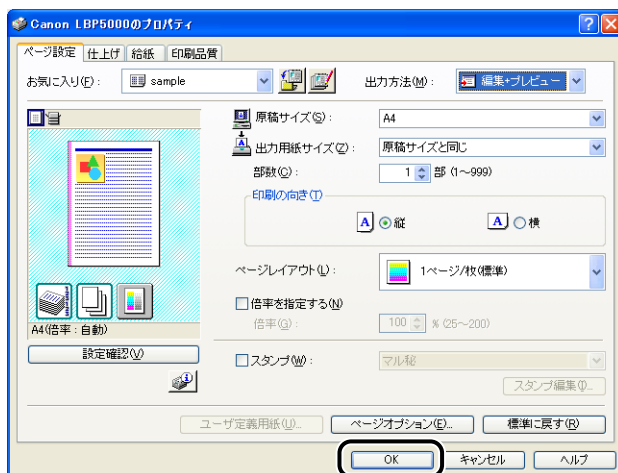 Canon LBP5000のプロパティ
ページ設定 仕上げ 給紙 印刷品質
お気に入り(F): sample 出力方法(M): 編集+プレビュー
原稿サイズ(S): A4
出力用紙サイズ(Z): 原稿サイズと同じ
部数(C): 1 部 (1～999)
印刷の向き(T)
A 縦 A 横
ページレイアウト(L): 1ページ/枚(標準)
倍率を指定する(N)
倍率(G): 100 % (25～200)
A4(倍率：自動)
設定確認(V)
スタンプ(W): マル秘
スタンプ編集(I)...
ユーザ定義用紙(U)... ページオプション(E)... 標準に戻す(R)
OK キャンセル ヘルプ